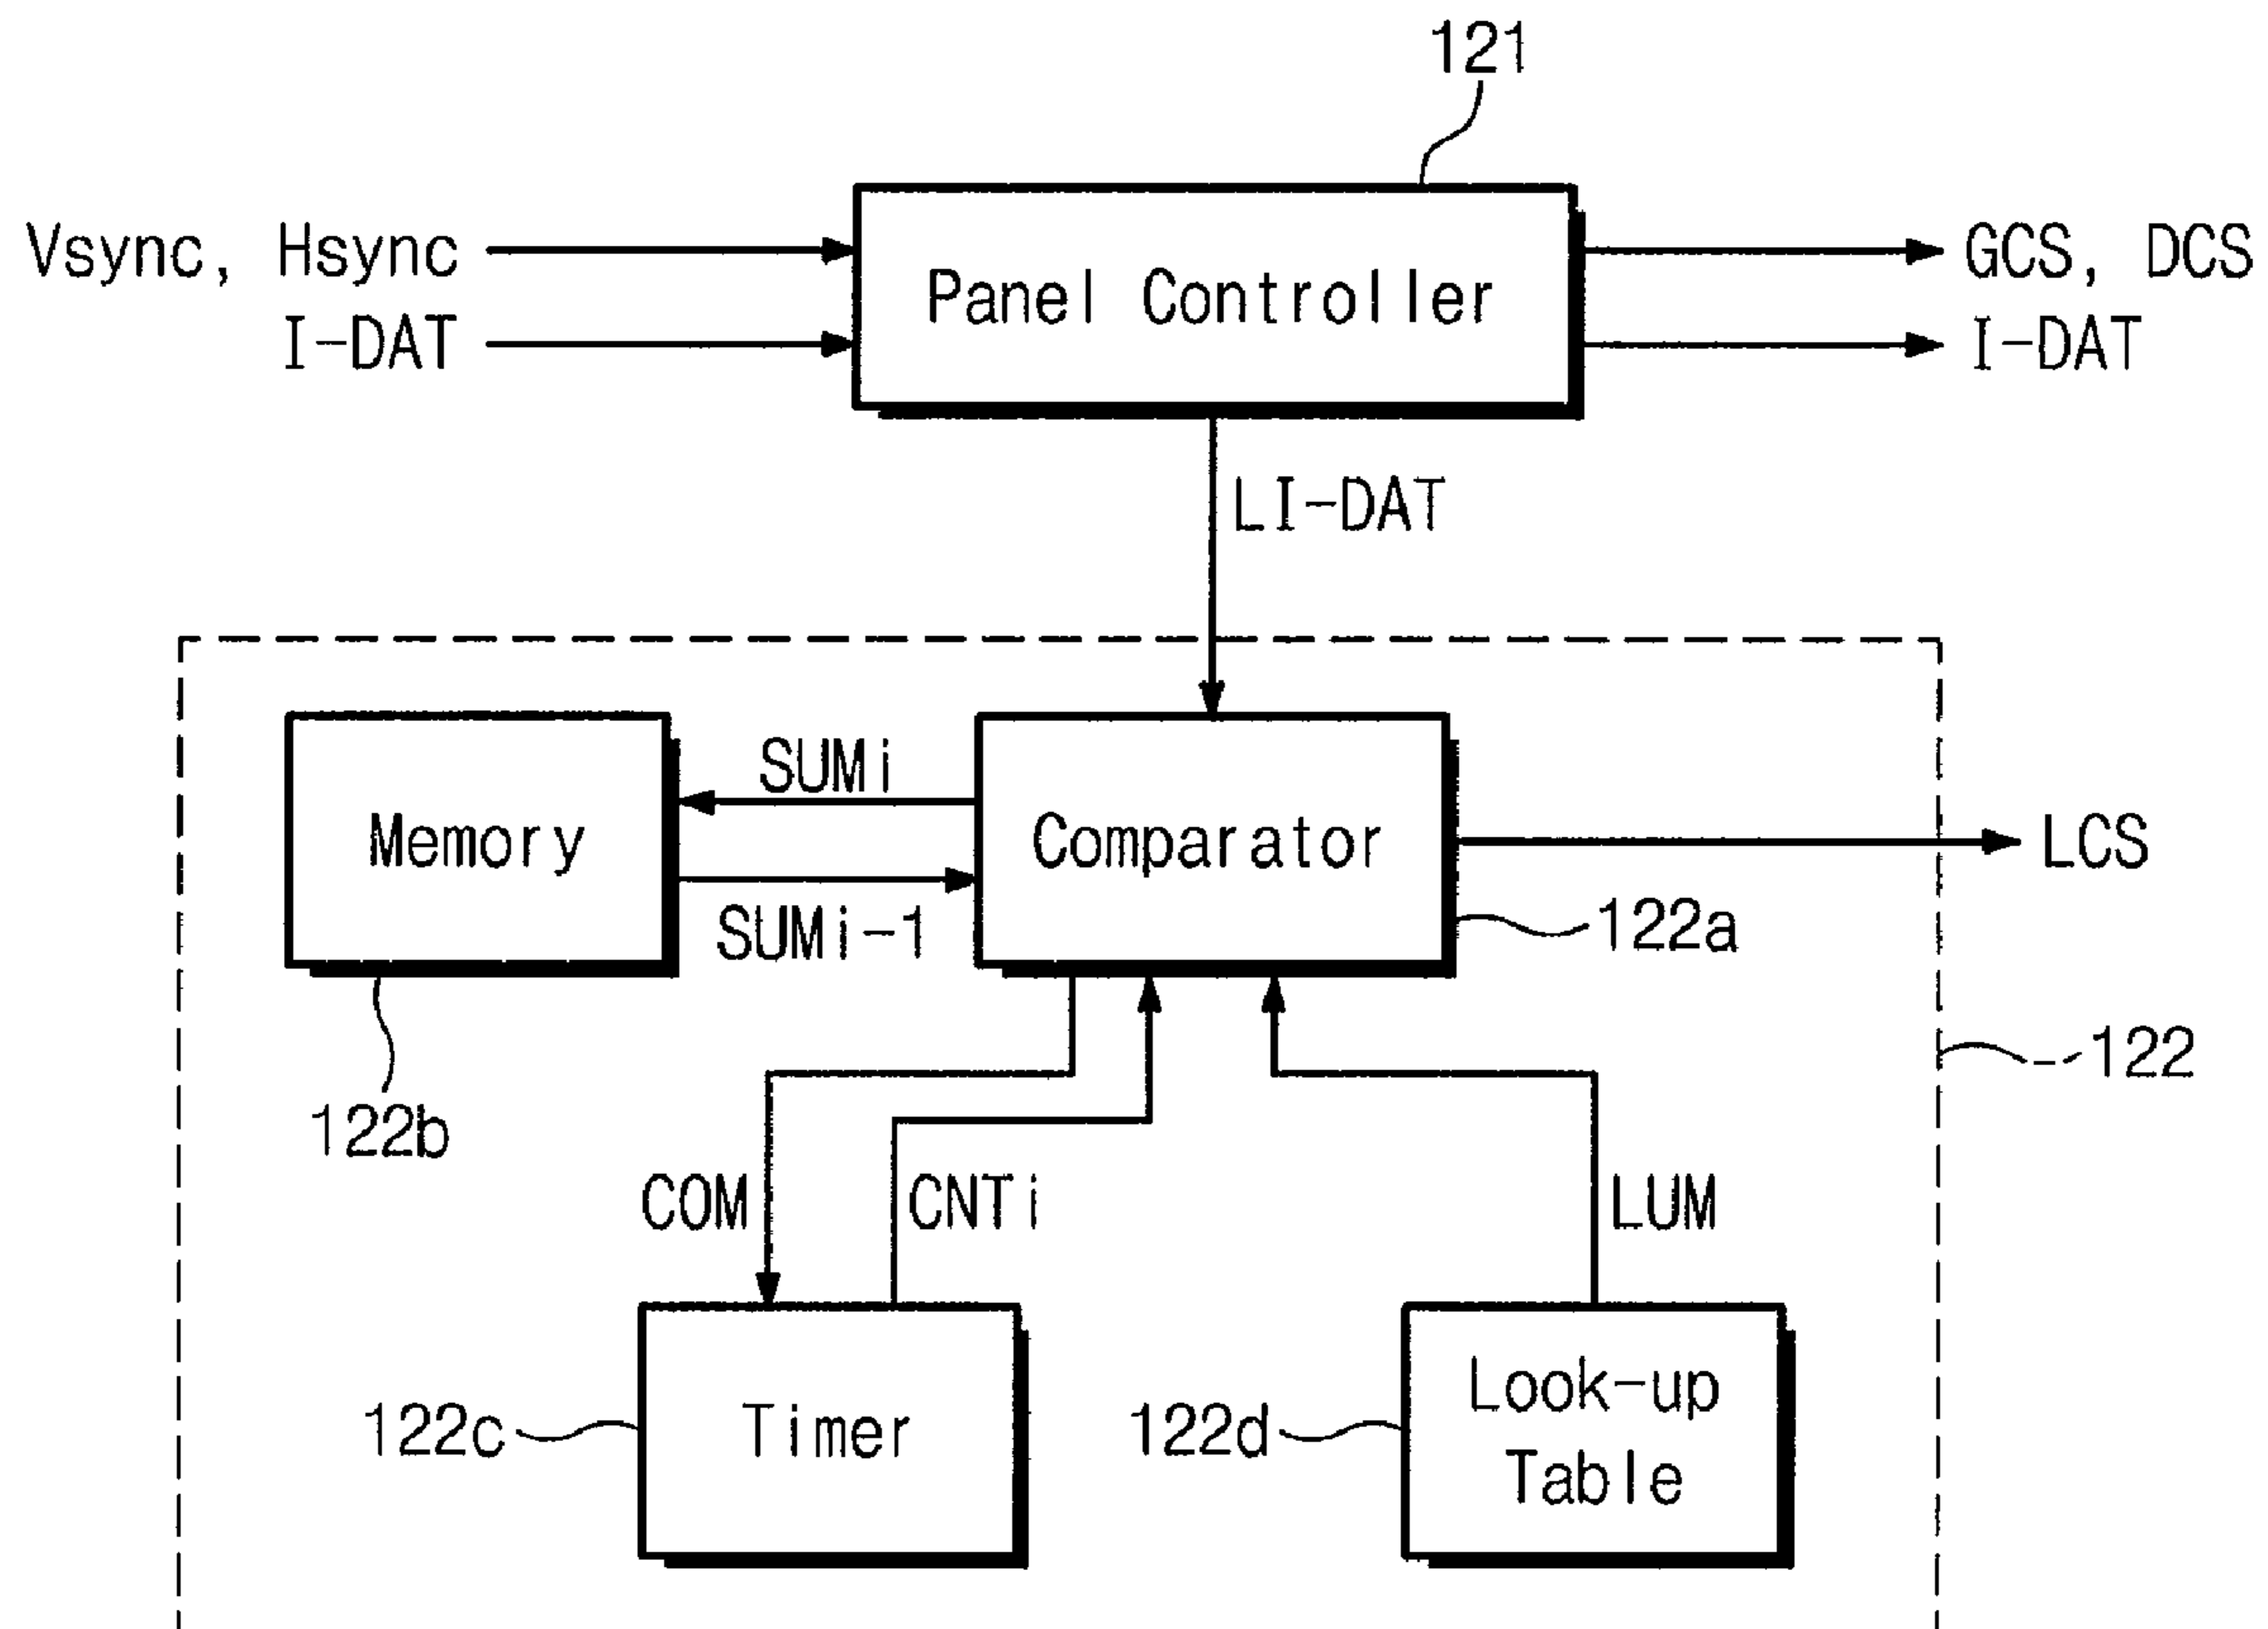 121
Vsync, Hsync
I-DAT
Panel Controller
GCS, DCS
I-DAT
LI-DAT
Memory
SUMi
SUMi-1
Comparator
LCS
122a
122b
122
COM
CNTi
LUM
122c
Timer
122d
Look-up
Table